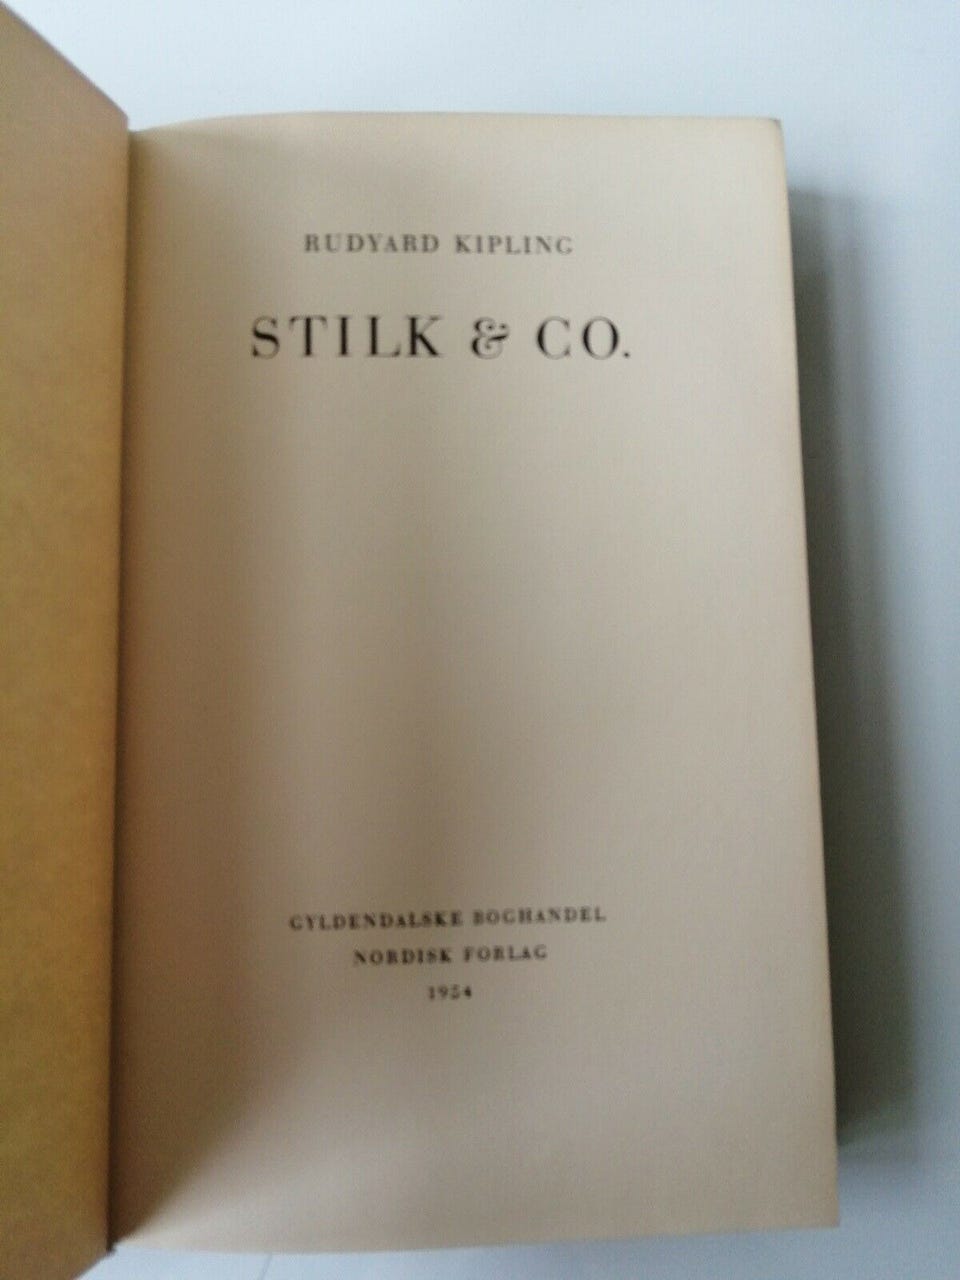 RUDYARD KIPLING
STILK & CO.
GYLDENDALSKE BOGHANDEL
NORDISK FORLAG
1954